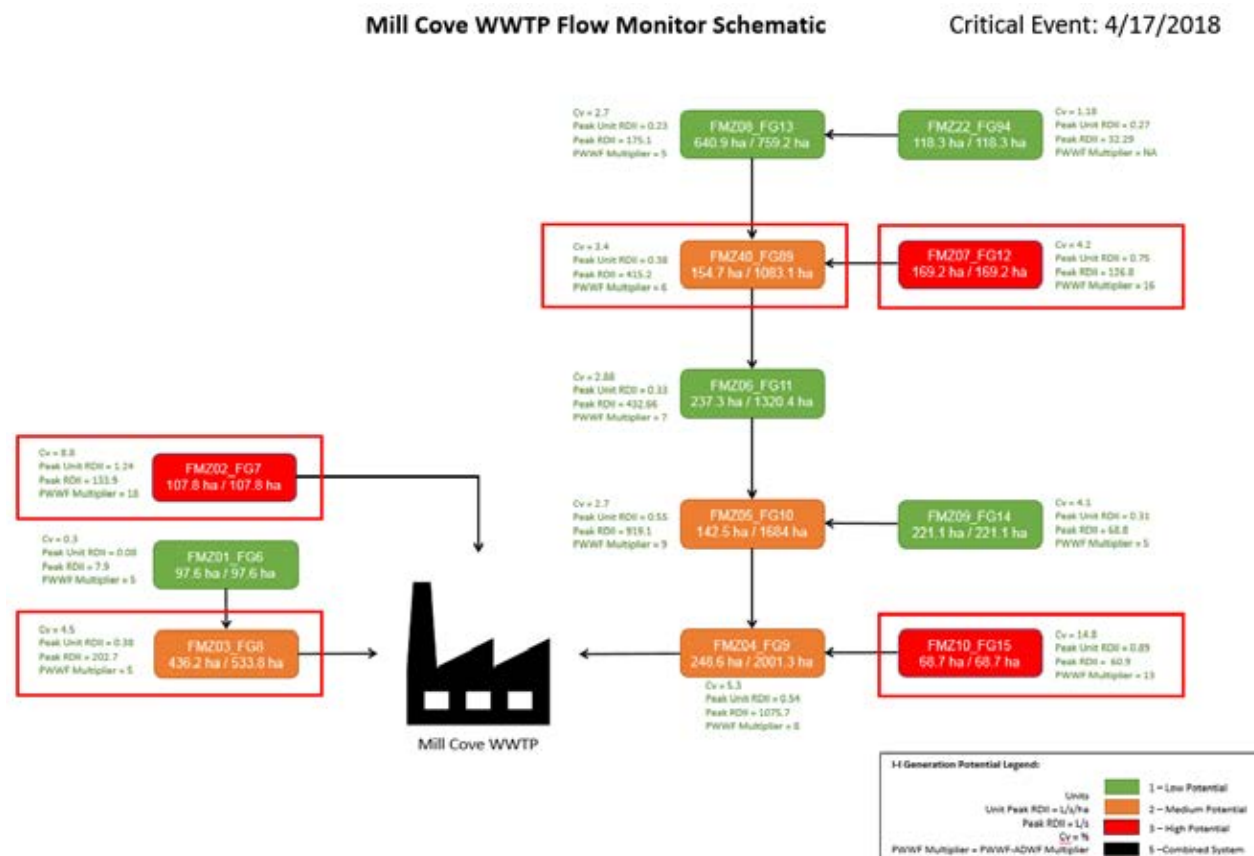 Mill Cove WWTP Flow Monitor Schematic
Critical Event: 4/17/2018
Cv = 2.7
Peak Unit RDII = 0.23
Peak RDII = 175.1
PWWF Multiplier = 5
FMZ08_FG13
640.9 ha / 759.2 ha
FMZ22_FG94
118.3 ha / 118.3 ha
Cv = 1.18
Peak Unit RDII = 0.27
Peak RDII = 32.29
PWWF Multiplier = NA
Cv = 3.4
Peak Unit RDII = 0.38
Peak RDII = 415.2
PWWF Multiplier = 6
FMZ40_FG89
154.7 ha / 1083.1 ha
FMZ07_FG12
169.2 ha / 169.2 ha
Cv = 4.2
Peak Unit RDII = 0.75
Peak RDII = 126.8
PWWF Multiplier = 16
Cv = 2.88
Peak Unit RDII = 0.33
Peak RDII = 432.66
PWWF Multiplier = 7
FMZ06_FG11
237.3 ha / 1320.4 ha
Cv = 8.8
Peak Unit RDII = 1.24
Peak RDII = 133.9
PWWF Multiplier = 18
FMZ02_FG7
107.8 ha / 107.8 ha
Cv = 2.7
Peak Unit RDII = 0.55
Peak RDII = 919.1
PWWF Multiplier = 9
FMZ05_FG10
142.5 ha / 1684 ha
FMZ09_FG14
221.1 ha / 221.1 ha
Cv = 4.1
Peak Unit RDII = 0.31
Peak RDII = 68.8
PWWF Multiplier = 5
Cv = 0.3
Peak Unit RDII = 0.08
Peak RDII = 7.9
PWWF Multiplier = 5
FMZ01_FG6
97.6 ha / 97.6 ha
Cv = 4.5
Peak Unit RDII = 0.38
Peak RDII = 202.7
PWWF Multiplier = 5
FMZ03_FG8
436.2 ha / 533.8 ha
Mill Cove WWTP
FMZ04_FG9
248.6 ha / 2001.3 ha
Cv = 5.3
Peak Unit RDII = 0.54
Peak RDII = 1075.7
PWWF Multiplier = 8
FMZ10_FG15
68.7 ha / 68.7 ha
Cv = 14.8
Peak Unit RDII = 0.89
Peak RDII = 60.9
PWWF Multiplier = 13
I-I Generation Potential Legend:
Units
Unit Peak RDII = L/s/ha
Peak RDII = L/s
Cv = %
PWWF Multiplier = PWWF-ADWF Multiplier
1 – Low Potential
2 – Medium Potential
3 – High Potential
5 –Combined System